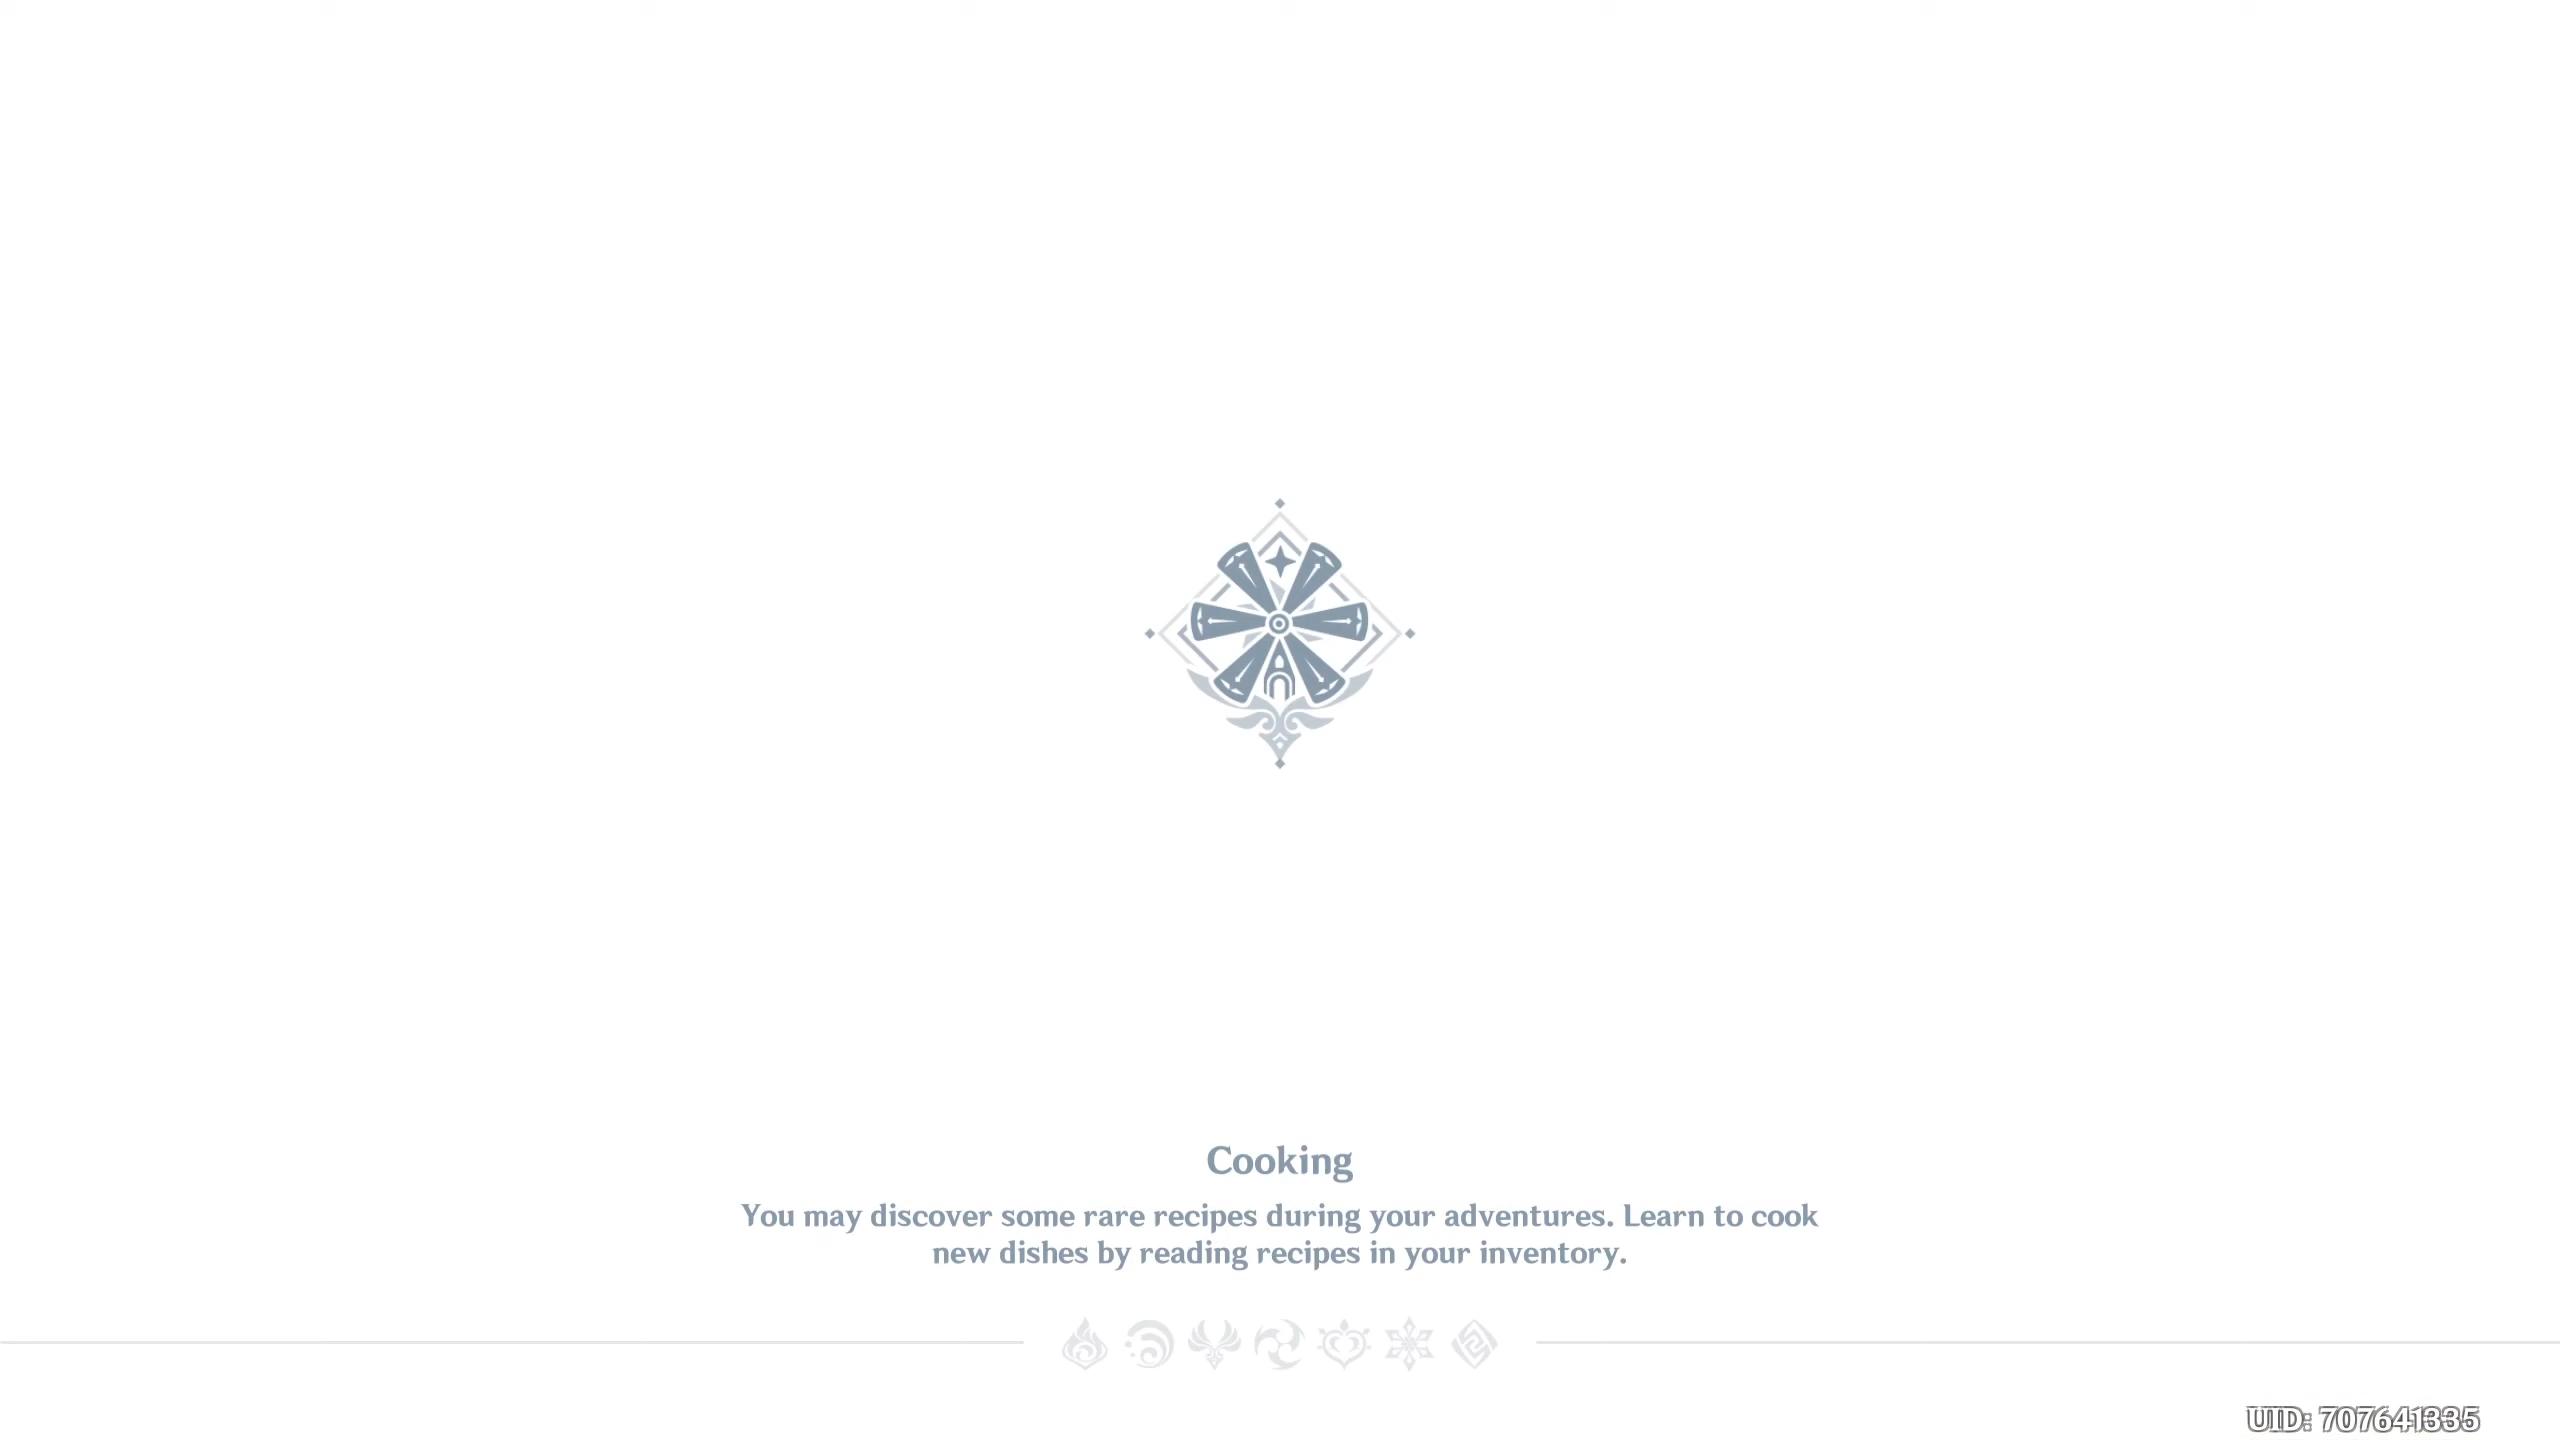 Cooking
You may discover some rare recipes during your adventures. Learn to cook
new dishes by reading recipes in your inventory.
UID: 707641335